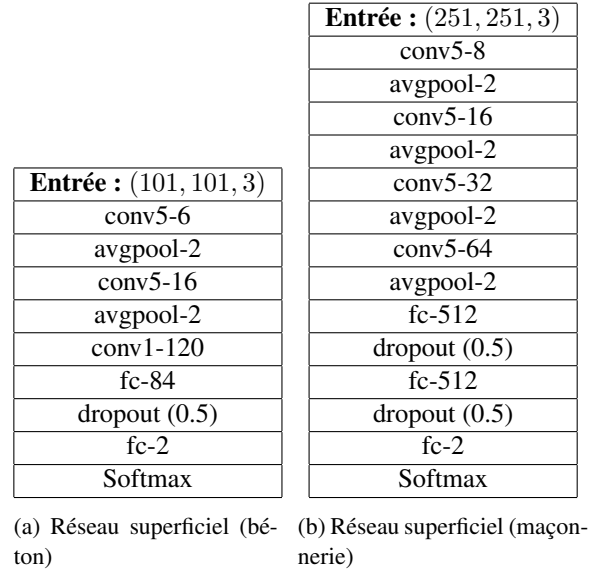 Entrée : (101, 101, 3)
conv5-6
avgpool-2
conv5-16
avgpool-2
conv1-120
fc-84
dropout (0.5)
fc-2
Softmax
(a) Réseau superficiel (bé-
ton)
Entrée : (251, 251, 3)
conv5-8
avgpool-2
conv5-16
avgpool-2
conv5-32
avgpool-2
conv5-64
avgpool-2
fc-512
dropout (0.5)
fc-512
dropout (0.5)
fc-2
Softmax
(b) Réseau superficiel (maçon-
nerie)